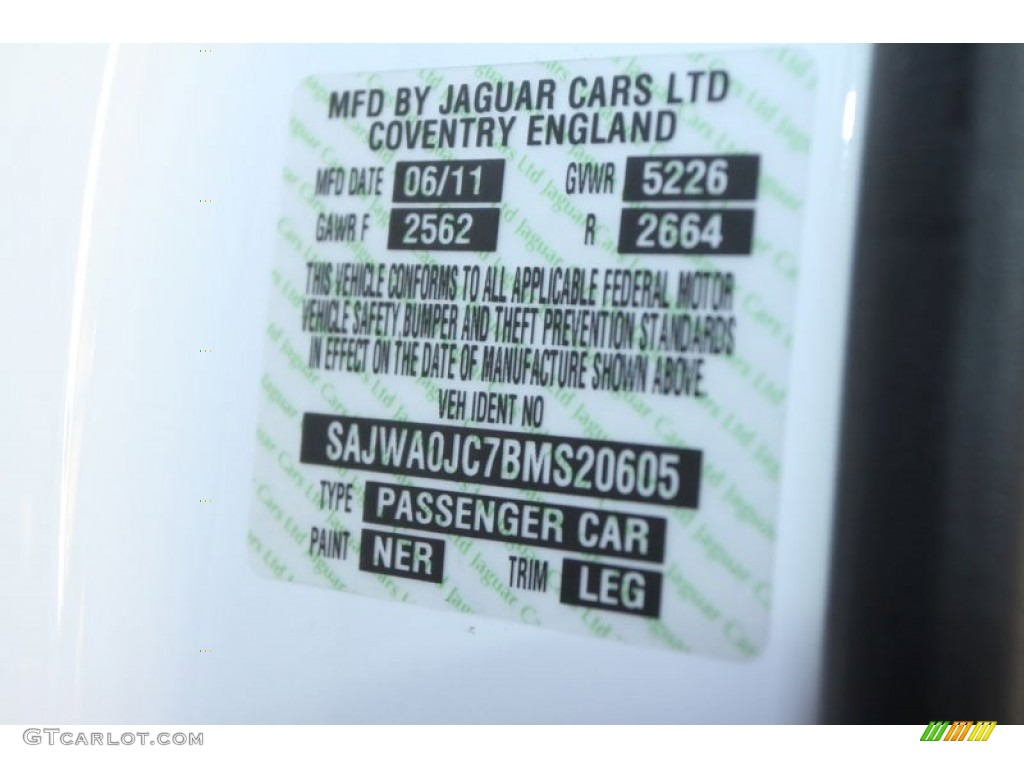 MFD BY JAGUAR CARS LTD
COVENTRY ENGLAND
MFD DATE 06/11 GVWR 5226
GAWR F 2562 R 2664
THIS VEHICLE CONFORMS TO ALL APPLICABLE FEDERAL MOTOR
VEHICLE SAFETY, BUMPER AND THEFT PREVENTION STANDARDS
IN EFFECT ON THE DATE OF MANUFACTURE SHOWN ABOVE.
VEH IDENT NO
SAJWA0JC7BMS20605
TYPE PASSENGER CAR
PAINT NER TRIM LEG
GTCarlot.com